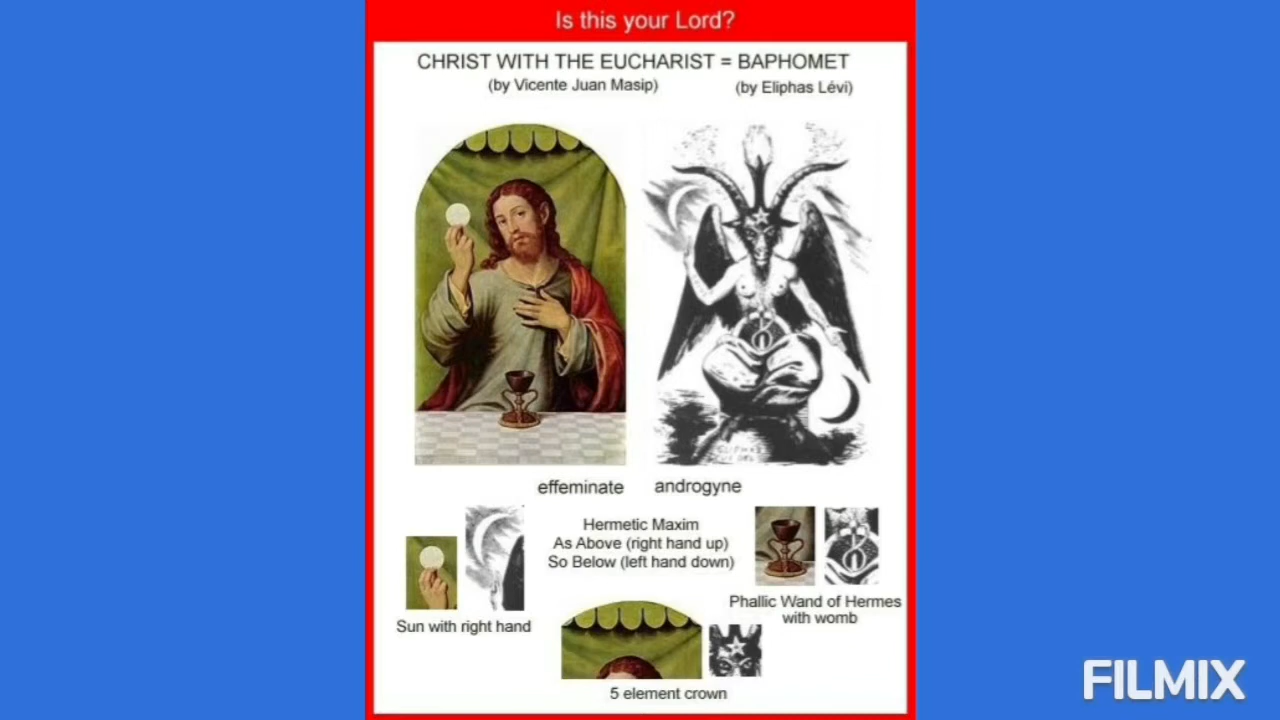 Is this your Lord?
CHRIST WITH THE EUCHARIST = BAPHOMET
(by Vicente Juan Masip) (by Eliphas Lévi)
effeminate androgyne
Hermetic Maxim
As Above (right hand up)
So Below (left hand down)
Sun with right hand
Phallic Wand of Hermes
with womb
5 element crown
FILMIX